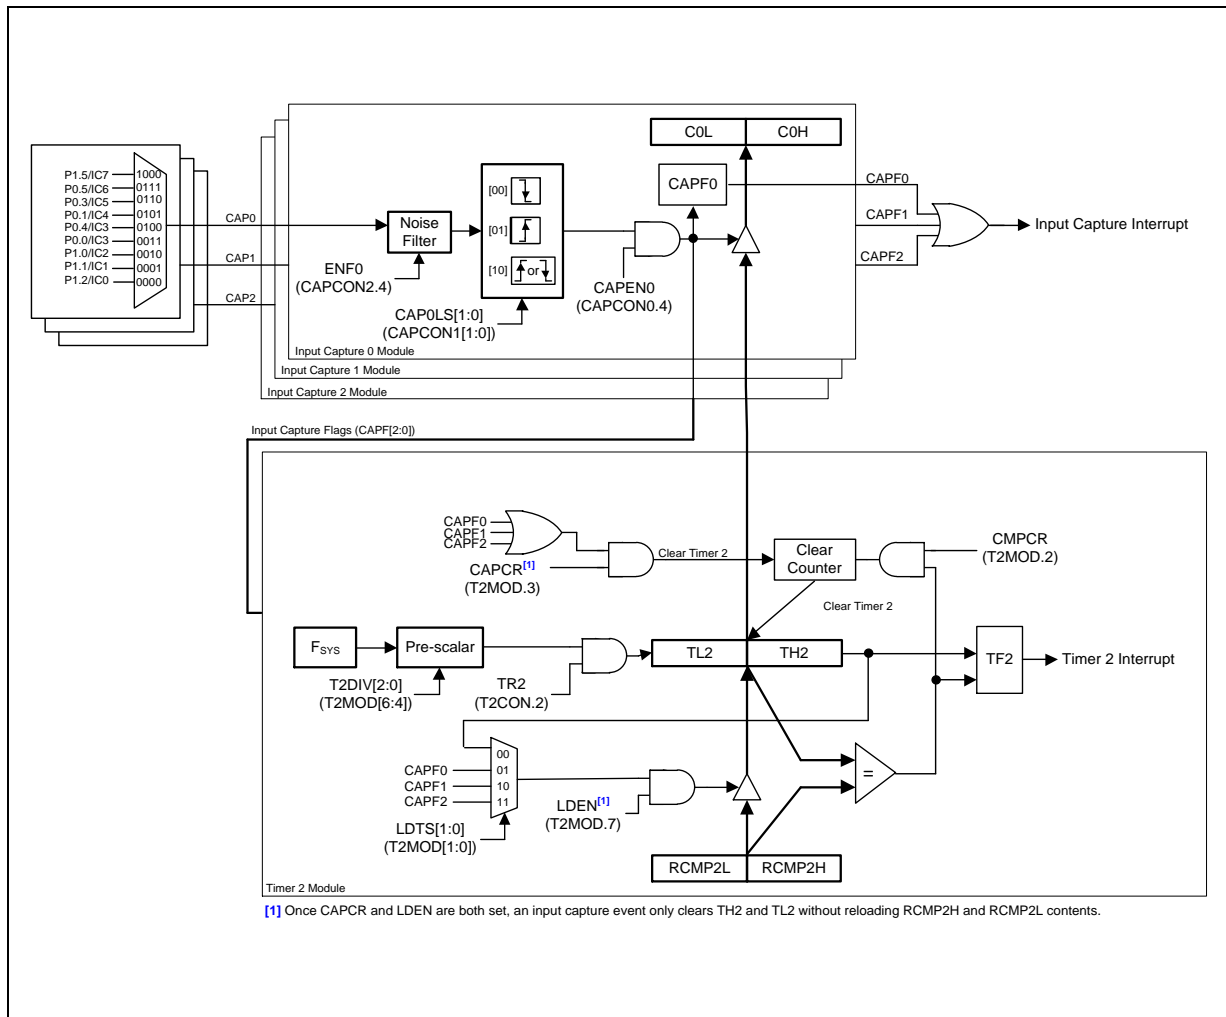 C0L C0H
P1.5/IC7 1000
P0.5/IC6 0111
P0.3/IC5 0110
P0.1/IC4 0101
P0.4/IC3 0100
P0.0/IC3 0011
P1.0/IC2 0010
P1.1/IC1 0001
P1.2/IC0 0000
CAP0
CAP1
CAP2
Noise
Filter
ENF0
(CAPCON2.4)
[00]
[01]
[10] or
CAP0LS[1:0]
(CAPCON1[1:0])
CAPEN0
(CAPCON0.4)
CAPF0
CAPF0
CAPF1
CAPF2
Input Capture Interrupt
Input Capture 0 Module
Input Capture 1 Module
Input Capture 2 Module
Input Capture Flags (CAPF[2:0])
CAPF0
CAPF1
CAPF2
CAPCR[1]
(T2MOD.3)
Clear Timer 2
Clear
Counter
CMPCR
(T2MOD.2)
Clear Timer 2
FSYS
Pre-scalar
T2DIV[2:0]
(T2MOD[6:4])
TR2
(T2CON.2)
TL2 TH2
TF2
Timer 2 Interrupt
00
CAPF0 01
CAPF1 10
CAPF2 11
LDTS[1:0]
(T2MOD[1:0])
LDEN[1]
(T2MOD.7)
=
RCMP2L RCMP2H
Timer 2 Module
[1] Once CAPCR and LDEN are both set, an input capture event only clears TH2 and TL2 without reloading RCMP2H and RCMP2L contents.